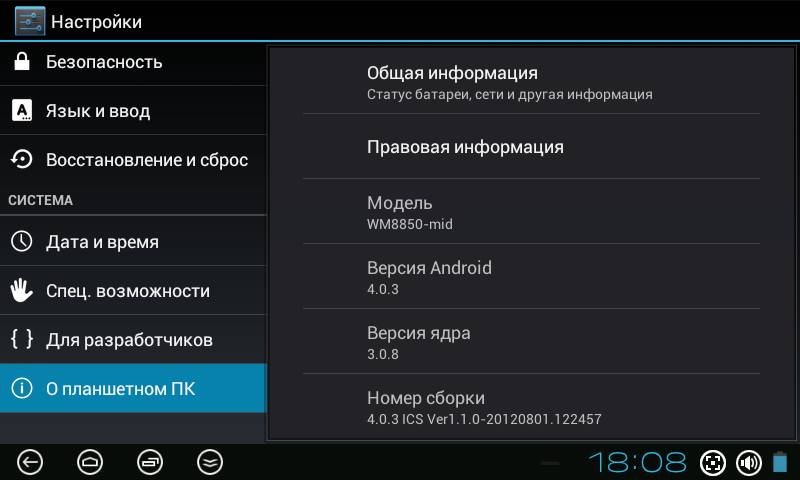 Настройки
Безопасность
Язык и ввод
Восстановление и сброс
СИСТЕМА
Дата и время
Спец. возможности
Для разработчиков
О планшетном ПК
Общая информация
Статус батареи, сети и другая информация
Правовая информация
Модель
WM8850-mid
Версия Android
4.0.3
Версия ядра
3.0.8
Номер сборки
4.0.3 ICS Ver1.1.0-20120801.122457
18:08